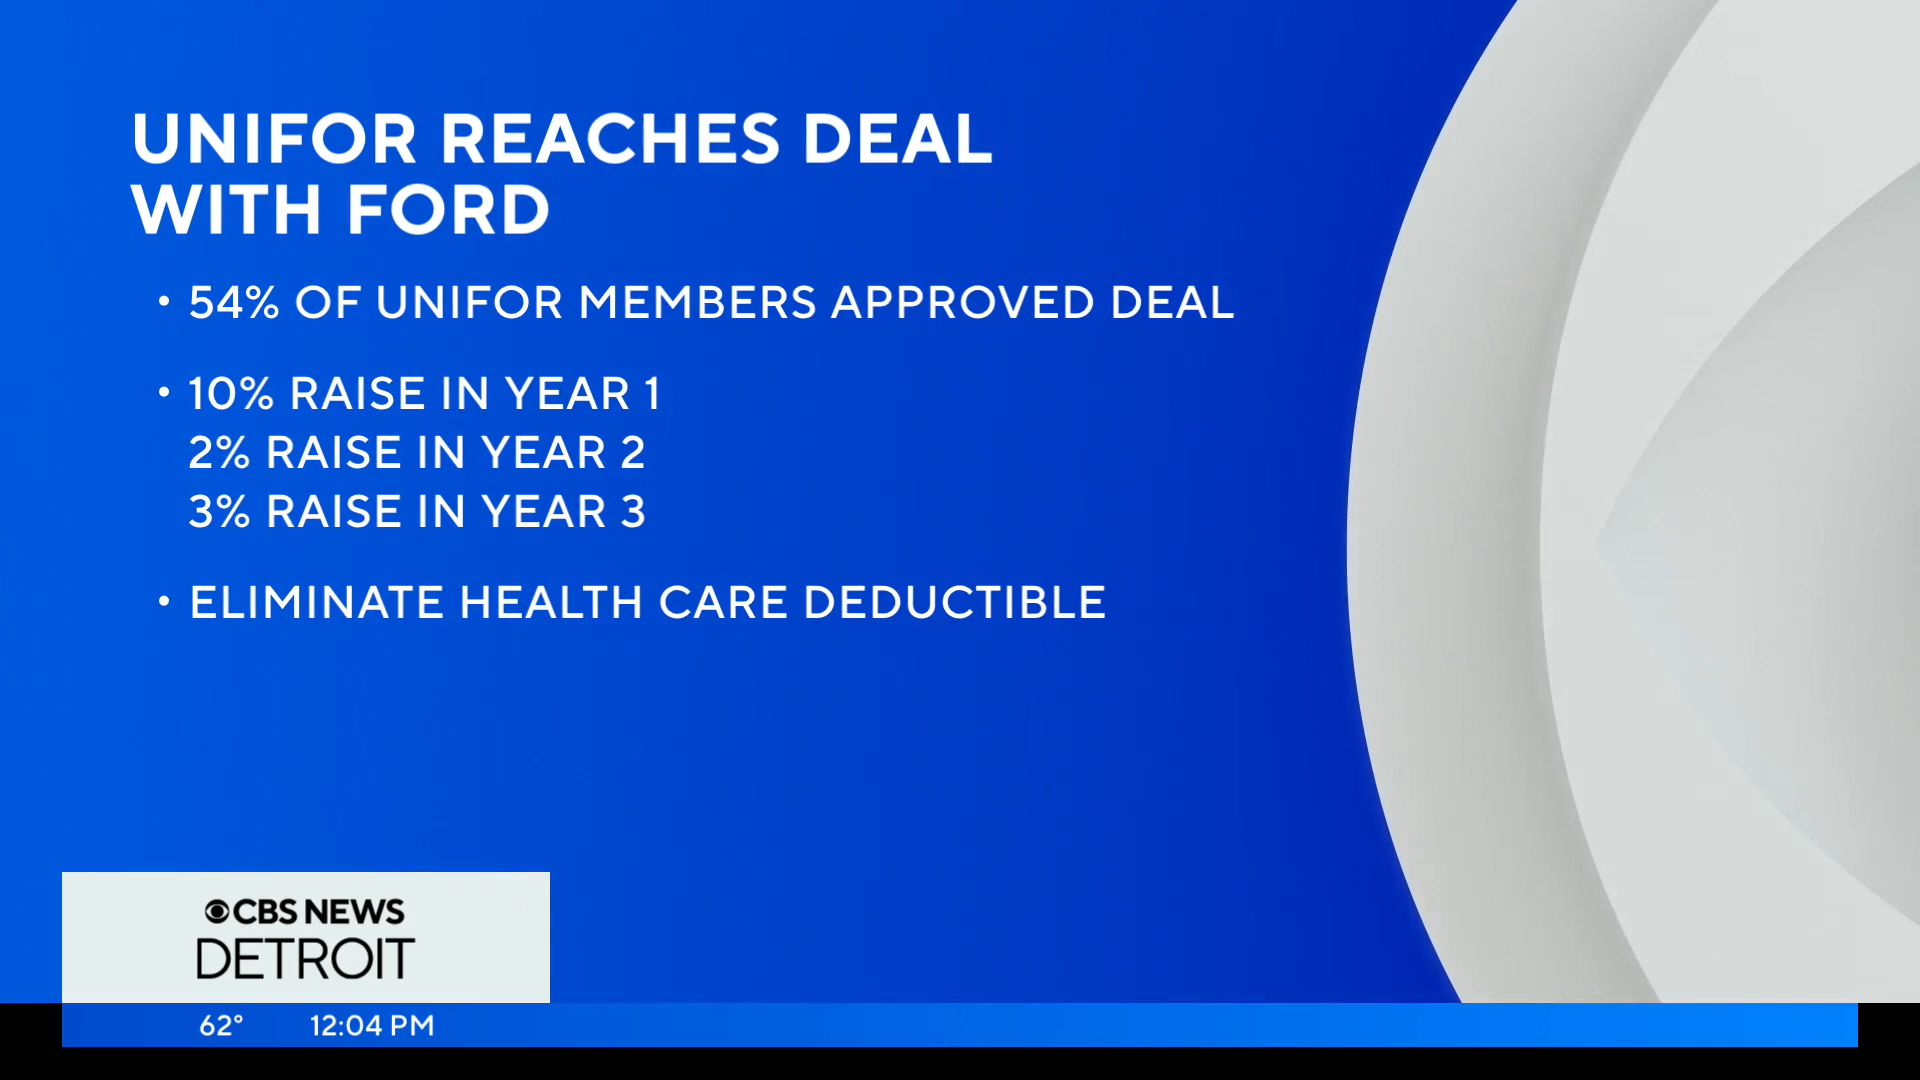 UNIFOR REACHES DEAL
WITH FORD
• 54% OF UNIFOR MEMBERS APPROVED DEAL
• 10% RAISE IN YEAR 1
2% RAISE IN YEAR 2
3% RAISE IN YEAR 3
• ELIMINATE HEALTH CARE DEDUCTIBLE
CBS NEWS
DETROIT
62° 12:04 PM